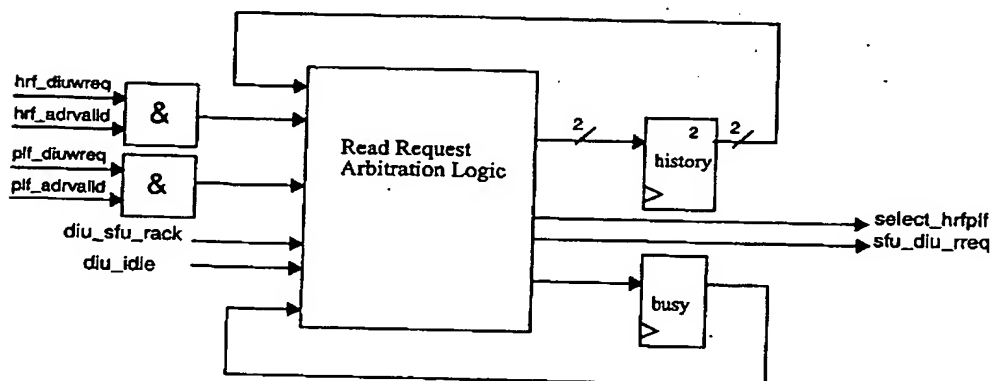 hrf_diuwreq
hrf_adrvalid
&
plf_diuwreq
plf_adrvalid
&
diu_sfu_rack
diu_idle
Read Request
Arbitration Logic
2
2
2
history
select_hrfplf
sfu_diu_rreq
busy